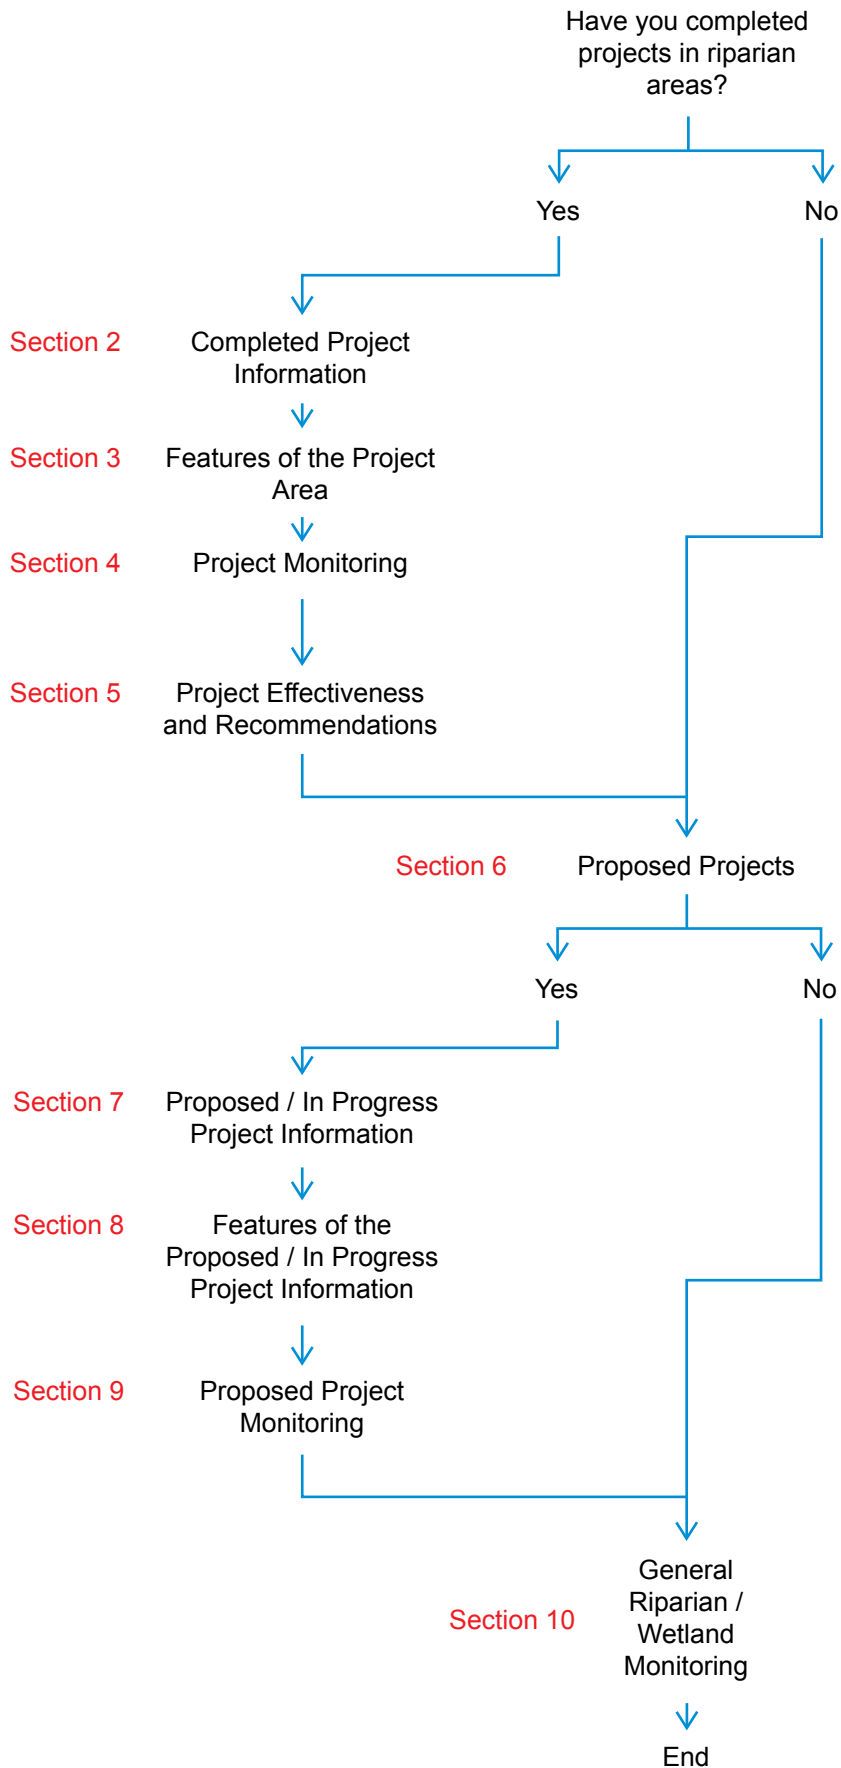 Have you completed
projects in riparian
areas?
Yes
No
Section 2
Completed Project
Information
Section 3
Features of the Project
Area
Section 4
Project Monitoring
Section 5
Project Effectiveness
and Recommendations
Section 6
Proposed Projects
Yes
No
Section 7
Proposed / In Progress
Project Information
Section 8
Features of the
Proposed / In Progress
Project Information
Section 9
Proposed Project
Monitoring
Section 10
General
Riparian /
Wetland
Monitoring
End